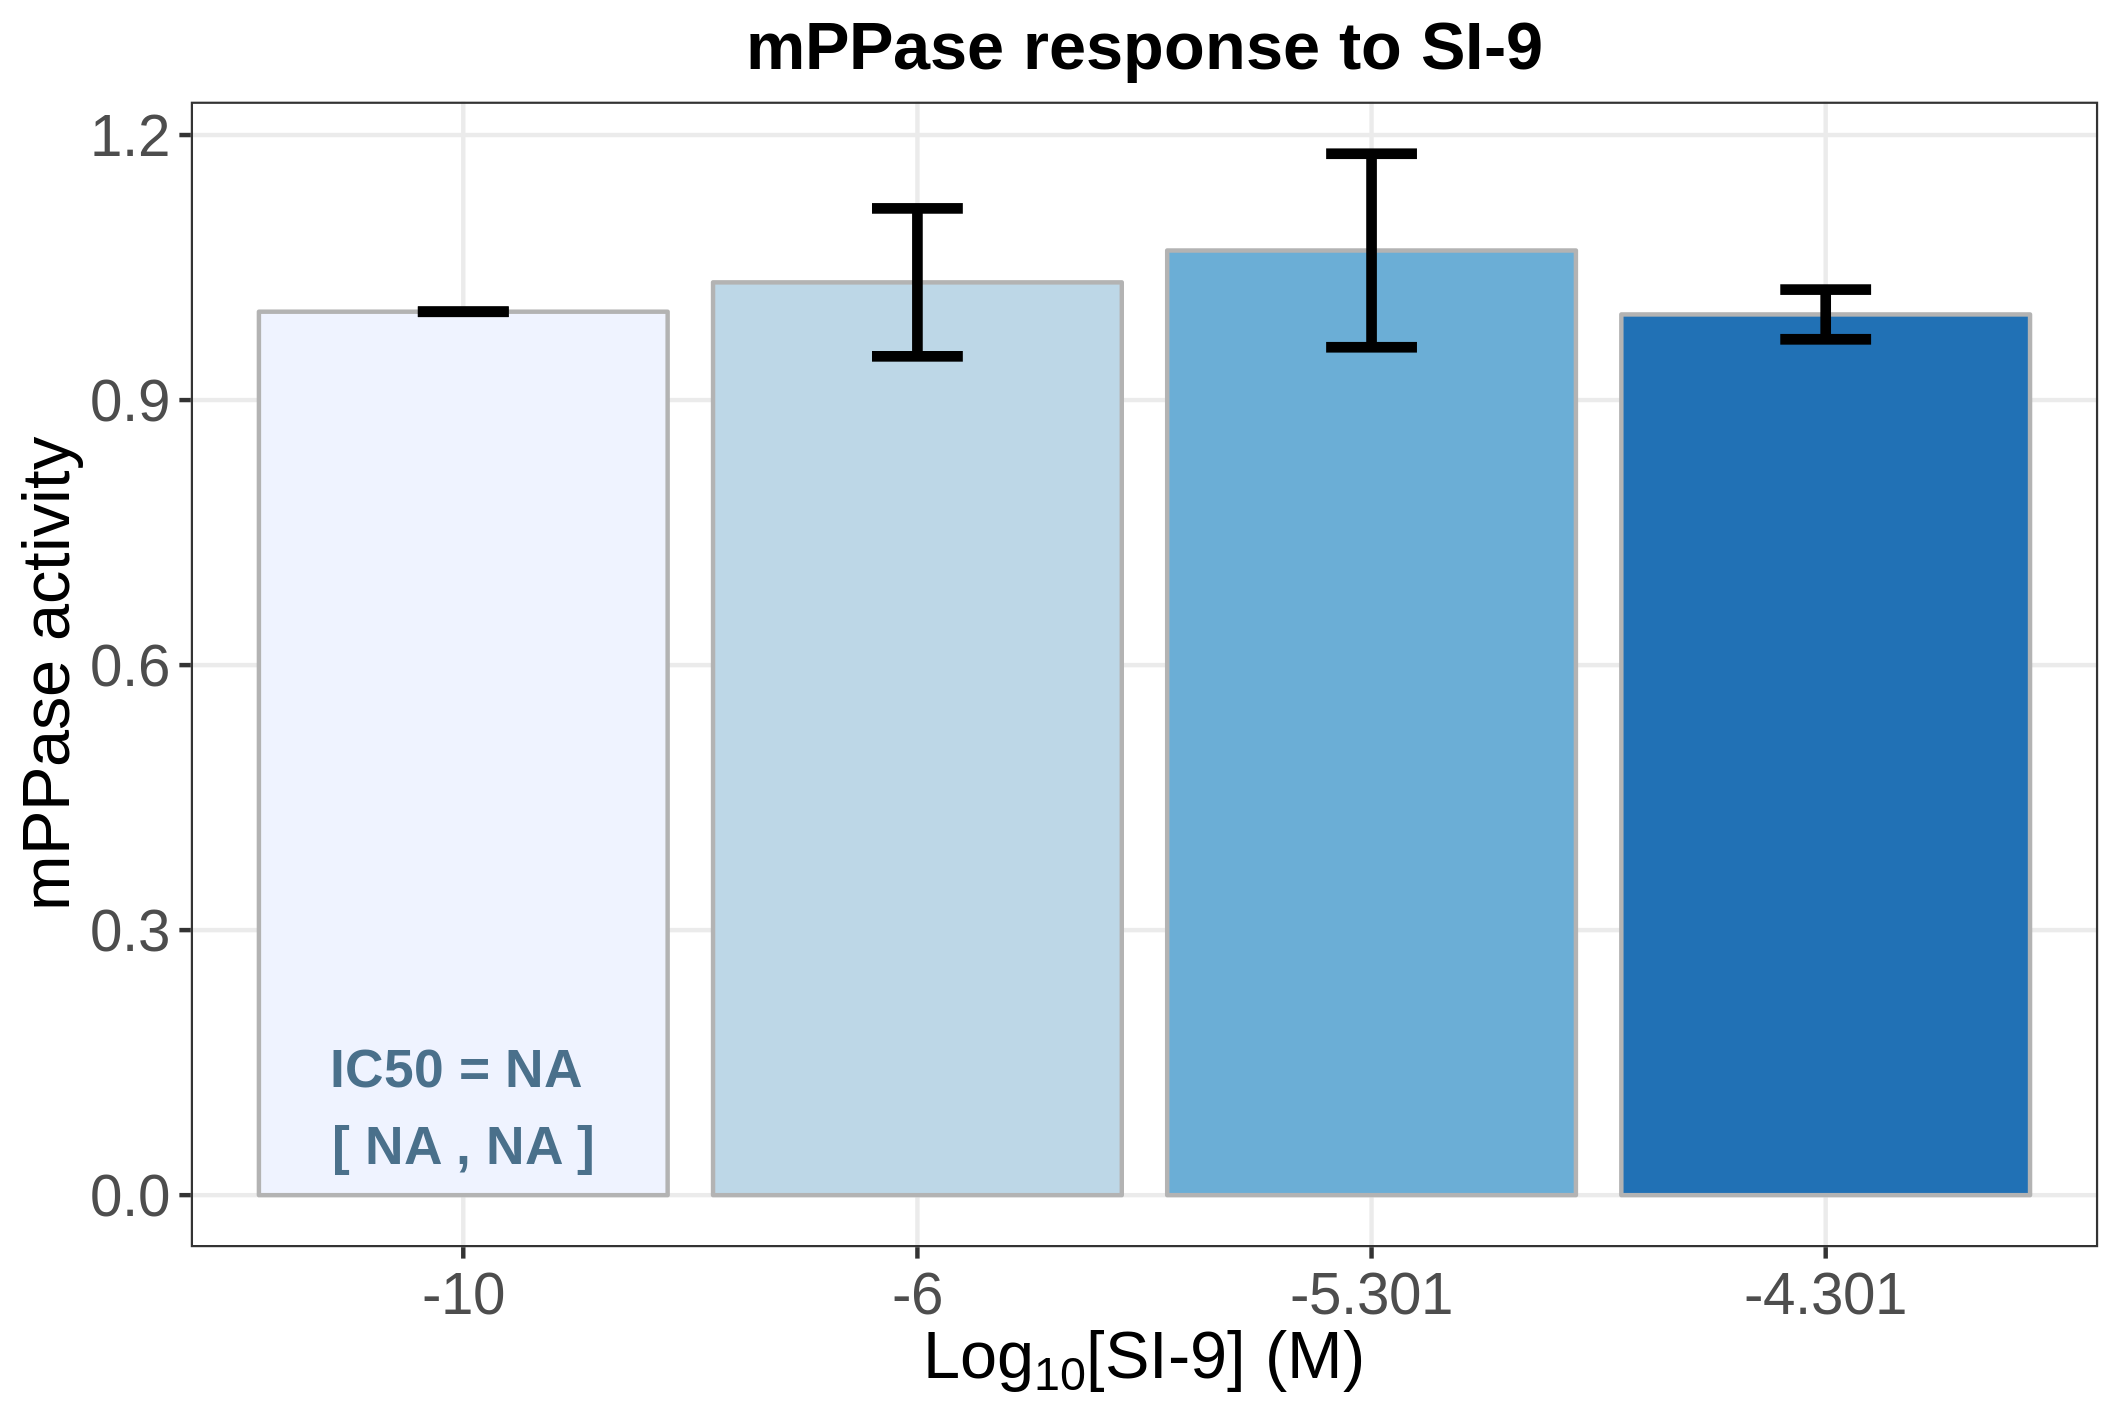 mPPase response to SI-9
mPPase activity
1.2
0.9
0.6
0.3
0.0
IC50 = NA
[ NA , NA ]
-10
-6
-5.301
-4.301
Log10[SI-9] (M)